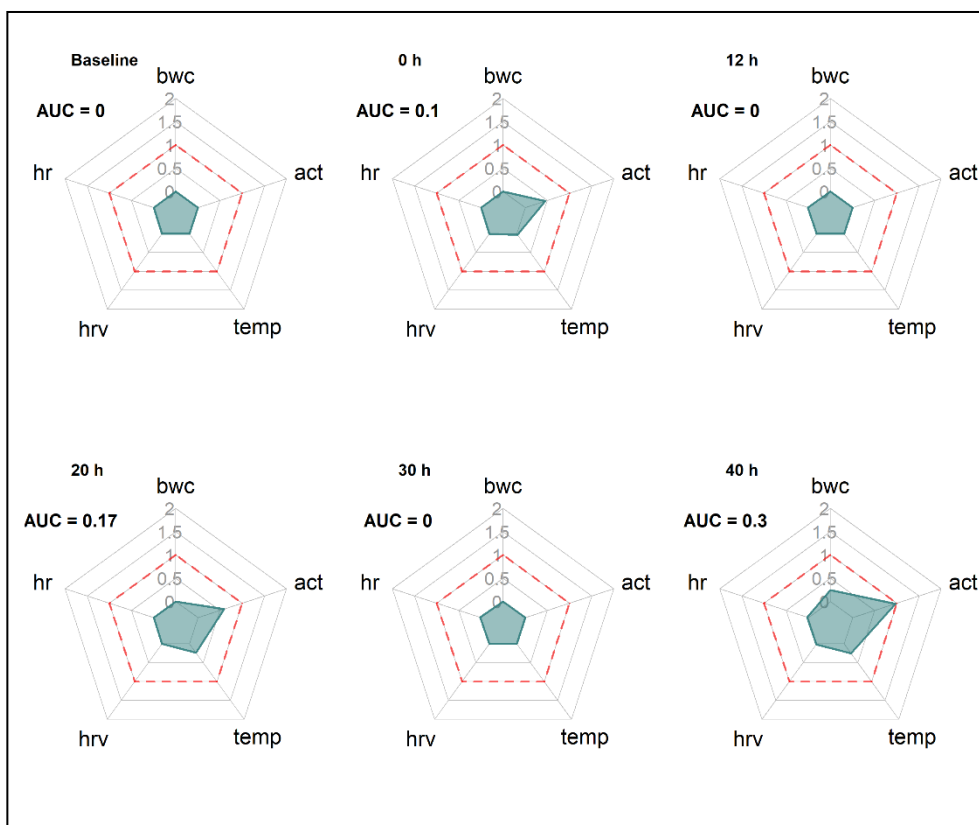 Baseline
bwc
AUC = 0
2
1.5
1
0.5
0
hr
act
hrv
temp
0 h
bwc
AUC = 0.1
2
1.5
1
0.5
0
hr
act
hrv
temp
12 h
bwc
AUC = 0
2
1.5
1
0.5
0
hr
act
hrv
temp
20 h
bwc
AUC = 0.17
2
1.5
1
0.5
0
hr
act
hrv
temp
30 h
bwc
AUC = 0
2
1.5
1
0.5
0
hr
act
hrv
temp
40 h
bwc
AUC = 0.3
2
1.5
1
0.5
0
hr
act
hrv
temp